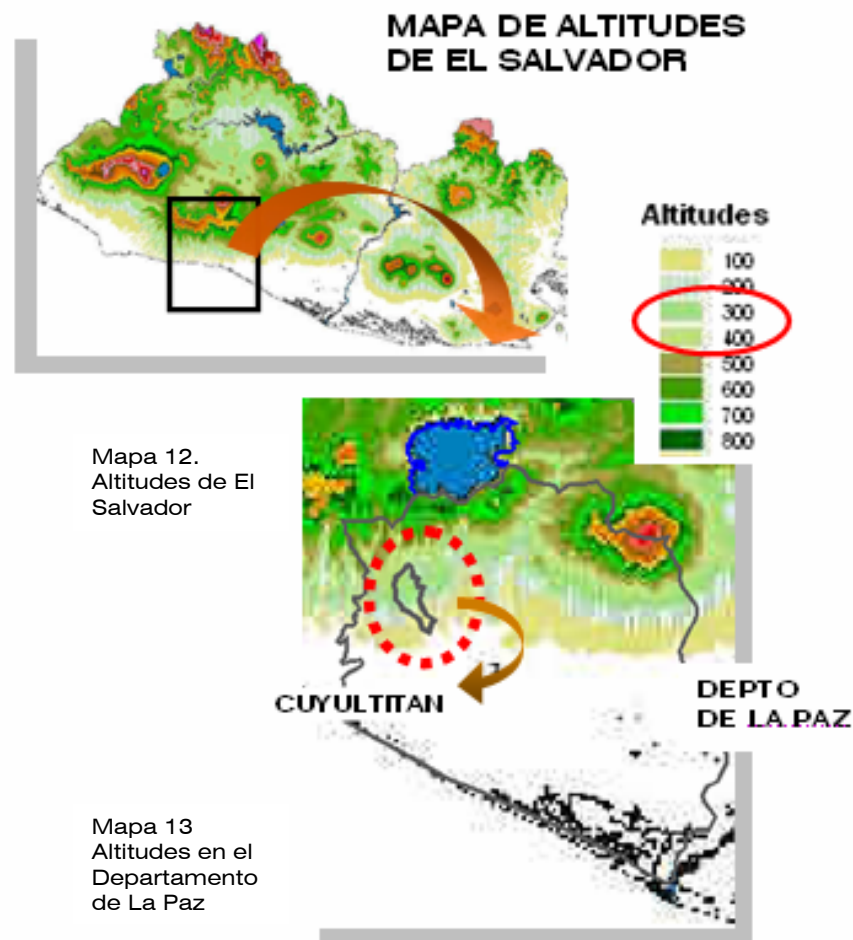 MAPA DE ALTITUDES
DE EL SALVADOR
Altitudes
100
200
300
400
500
600
700
800
Mapa 12.
Altitudes de El
Salvador
CUYULTITAN
DEPTO
DE LA PAZ
Mapa 13
Altitudes en el
Departamento
de La Paz